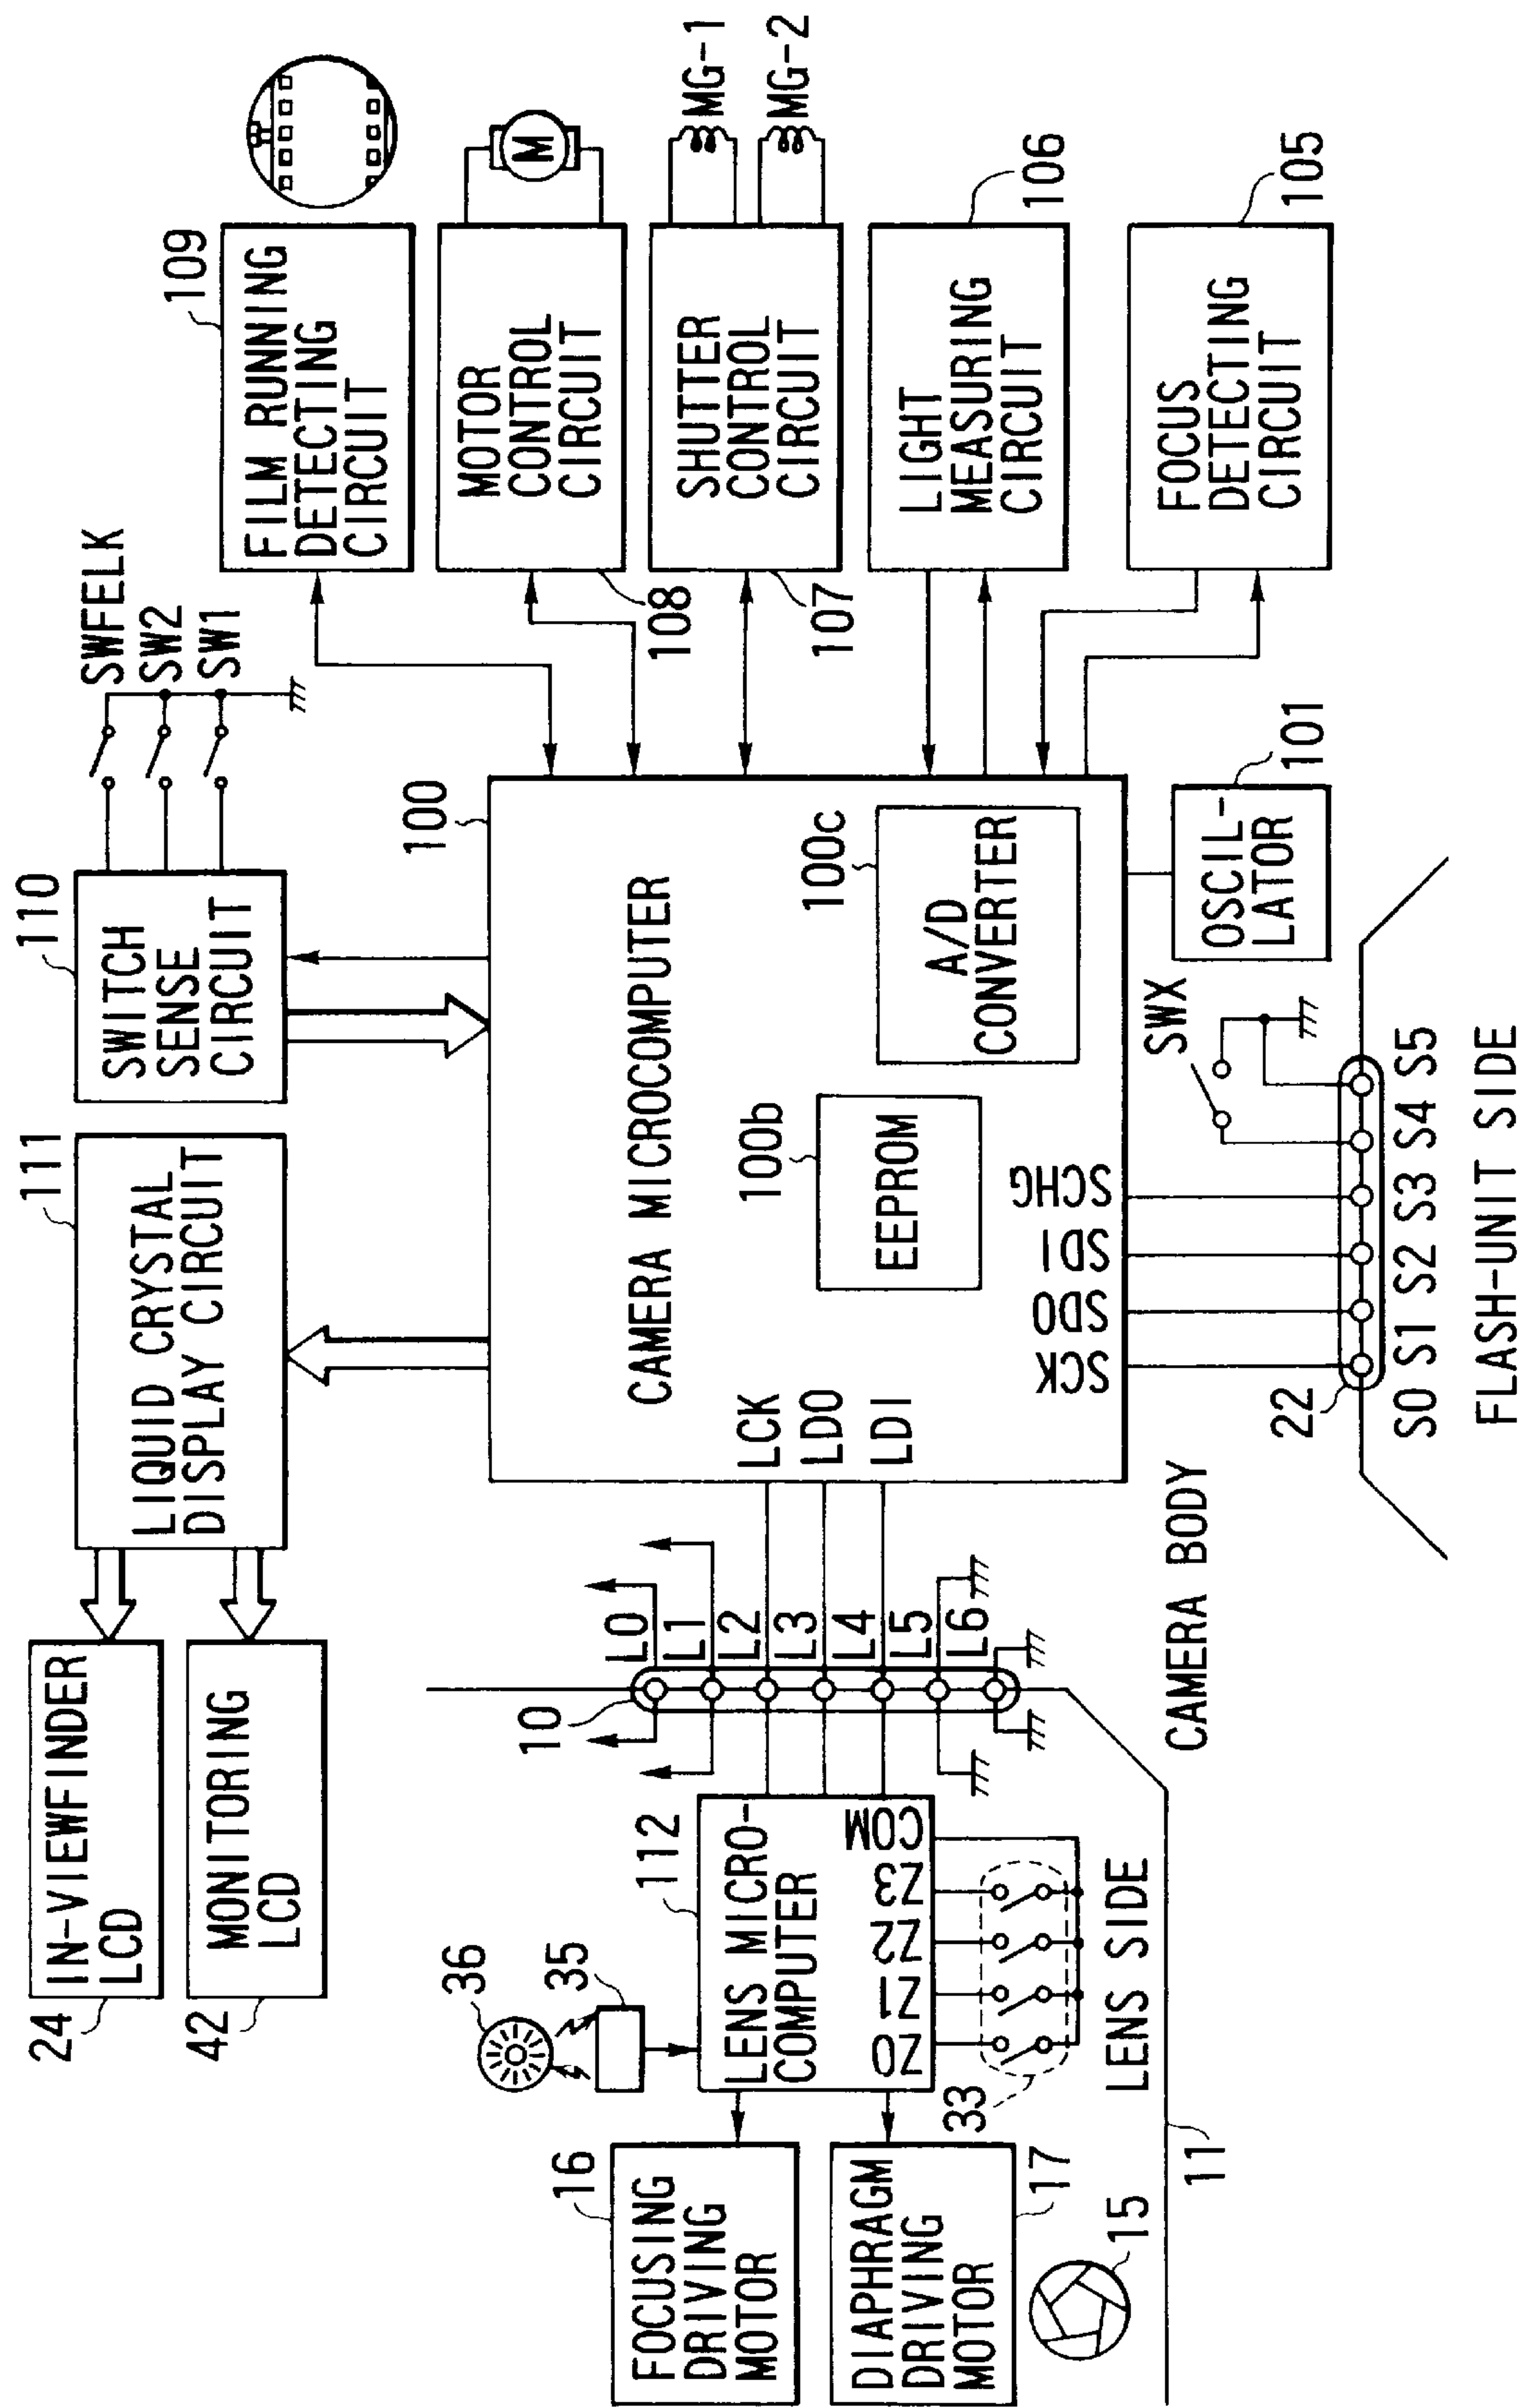 24
IN-VIEWFINDER
LCD
42
MONITORING
LCD
111
LIQUID CRYSTAL
DISPLAY CIRCUIT
110
SWITCH
SENSE
CIRCUIT
SWFELK
SW2
SW1
109
FILM RUNNING
DETECTING
CIRCUIT
MOTOR
CONTROL
CIRCUIT
108
M
SHUTTER
CONTROL
CIRCUIT
107
MG-1
MG-2
LIGHT
MEASURING
CIRCUIT
106
FOCUS
DETECTING
CIRCUIT
105
100
CAMERA MICROCOMPUTER
100b
EEPROM
100c
A/D
CONVERTER
LCK
LDO
LDI
SCK
SDO
SDI
SCHG
OSCIL-
LATOR
101
SWX
22
S0 S1 S2 S3 S4 S5
FLASH-UNIT SIDE
CAMERA BODY
10
L0
L1
L2
L3
L4
L5
L6
36
35
112
LENS MICRO-
COMPUTER
Z0 Z1 Z2 Z3 COM
33
LENS SIDE
16
FOCUSING
DRIVING
MOTOR
DIAPHRAGM
DRIVING
MOTOR
17
15
11